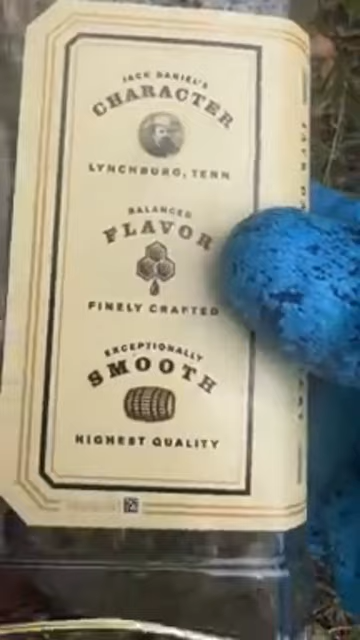 JACK DANIEL'S
CHARACTER
LYNCHBURG, TENN
BALANCED
FLAVOR
FINELY CRAFTED
EXCEPTIONALLY
SMOOTH
HIGHEST QUALITY